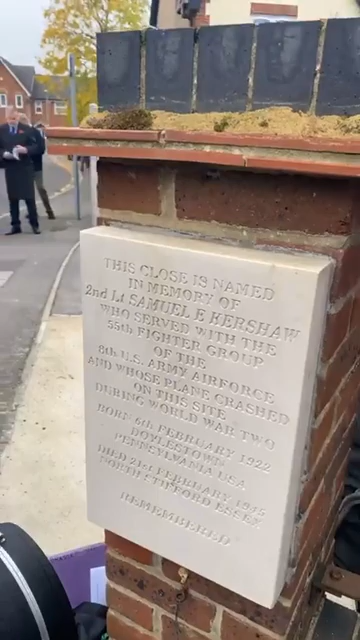 THIS CLOSE IS NAMED
IN MEMORY OF
2nd Lt SAMUEL E KERSHAW
WHO SERVED WITH THE
55th FIGHTER GROUP
OF THE
8th U.S. ARMY AIRFORCE
AND WHOSE PLANE CRASHED
ON THIS SITE
DURING WORLD WAR TWO
BORN 6th FEBRUARY 1922
DOYLESTOWN
PENNSYLVANIA USA
DIED 21st FEBRUARY 1945
NORTH STIFFORD ESSEX
REMEMBERED